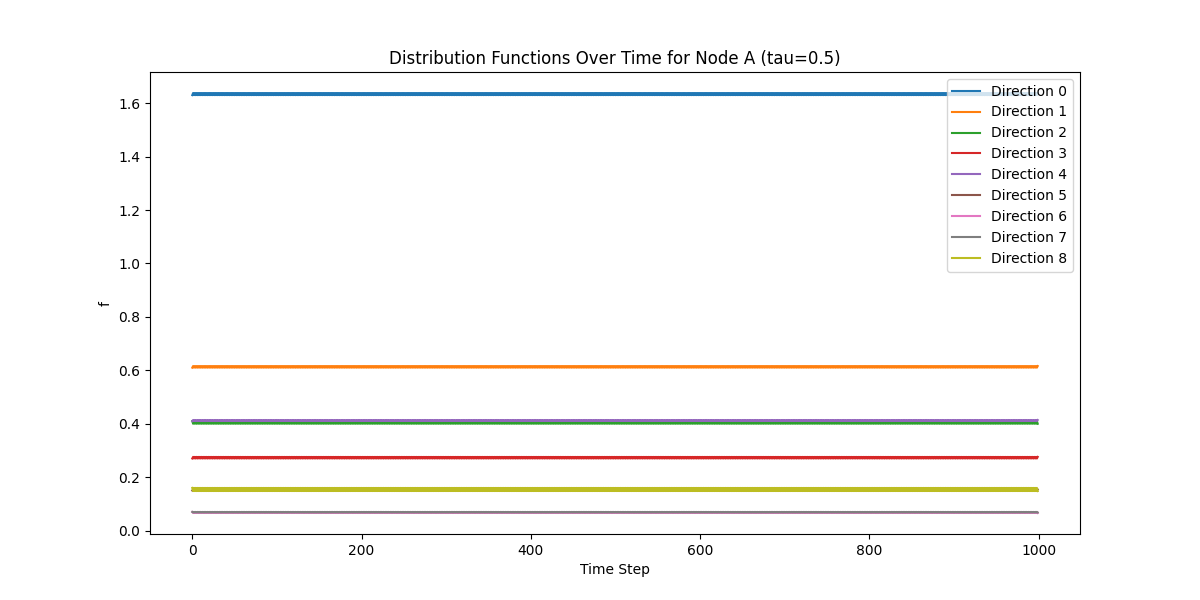 Distribution Functions Over Time for Node A (tau=0.5)
f
1.6
1.4
1.2
1.0
0.8
0.6
0.4
0.2
0.0
Direction 0
Direction 1
Direction 2
Direction 3
Direction 4
Direction 5
Direction 6
Direction 7
Direction 8
0 200 400 600 800 1000
Time Step